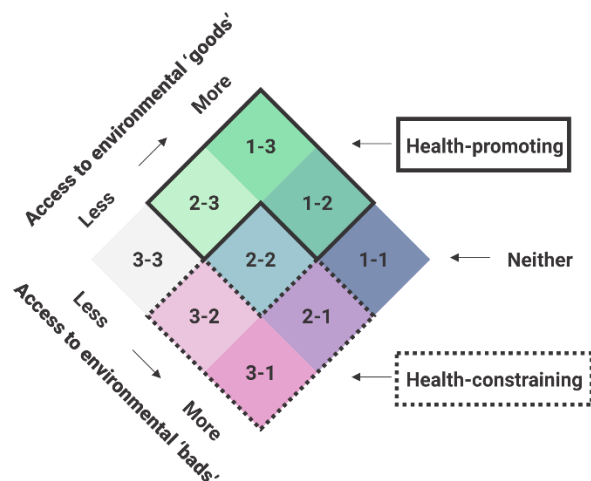 Access to environmental 'goods'
More
Less
1-3
Health-promoting
2-3
1-2
3-3
2-2
1-1
Neither
Less
3-2
2-1
3-1
Health-constraining
More
Access to environmental 'bads'